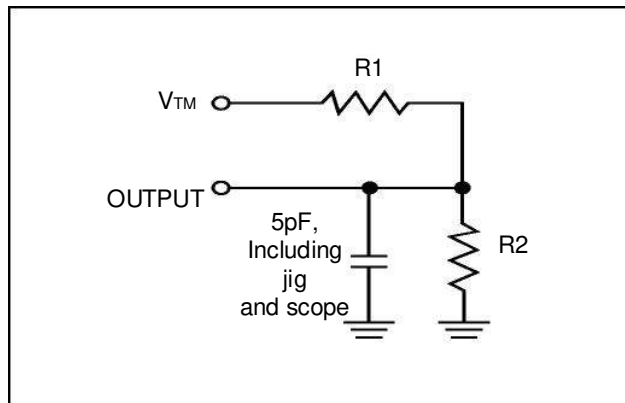 R1
VTM
OUTPUT
5pF,
Including
jig
and scope
R2